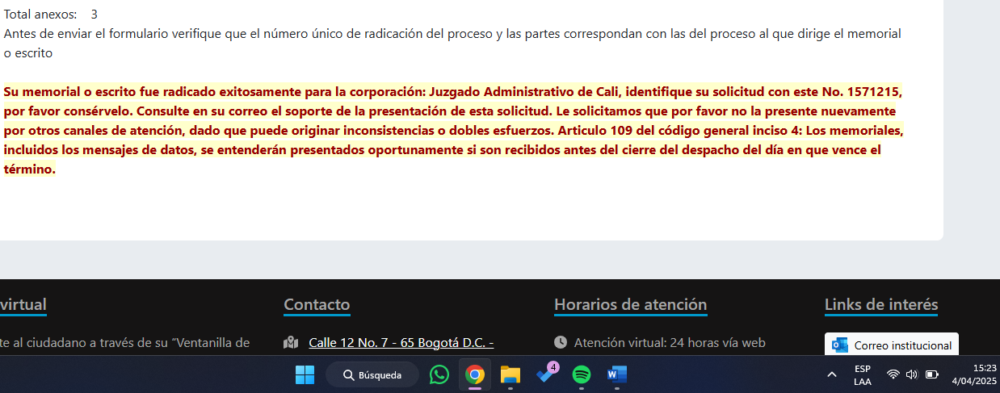 Total anexos: 3
Antes de enviar el formulario verifique que el número único de radicación del proceso y las partes correspondan con las del proceso al que dirige el memorial
o escrito
Su memorial o escrito fue radicado exitosamente para la corporación: Juzgado Administrativo de Cali, identifique su solicitud con este No. 1571215,
por favor consérvelo. Consulte en su correo el soporte de la presentación de esta solicitud. Le solicitamos que por favor no la presente nuevamente
por otros canales de atención, dado que puede originar inconsistencias o dobles esfuerzos. Articulo 109 del código general inciso 4: Los memoriales,
incluidos los mensajes de datos, se entenderán presentados oportunamente si son recibidos antes del cierre del despacho del día en que vence el
término.
virtual
Contacto
Horarios de atención
Links de interés
te al ciudadano a través de su “Ventanilla de
Calle 12 No. 7 - 65 Bogotá D.C. -
Atención virtual: 24 horas vía web
Correo institucional
Búsqueda
4
ESP
LAA
15:23
4/04/2025